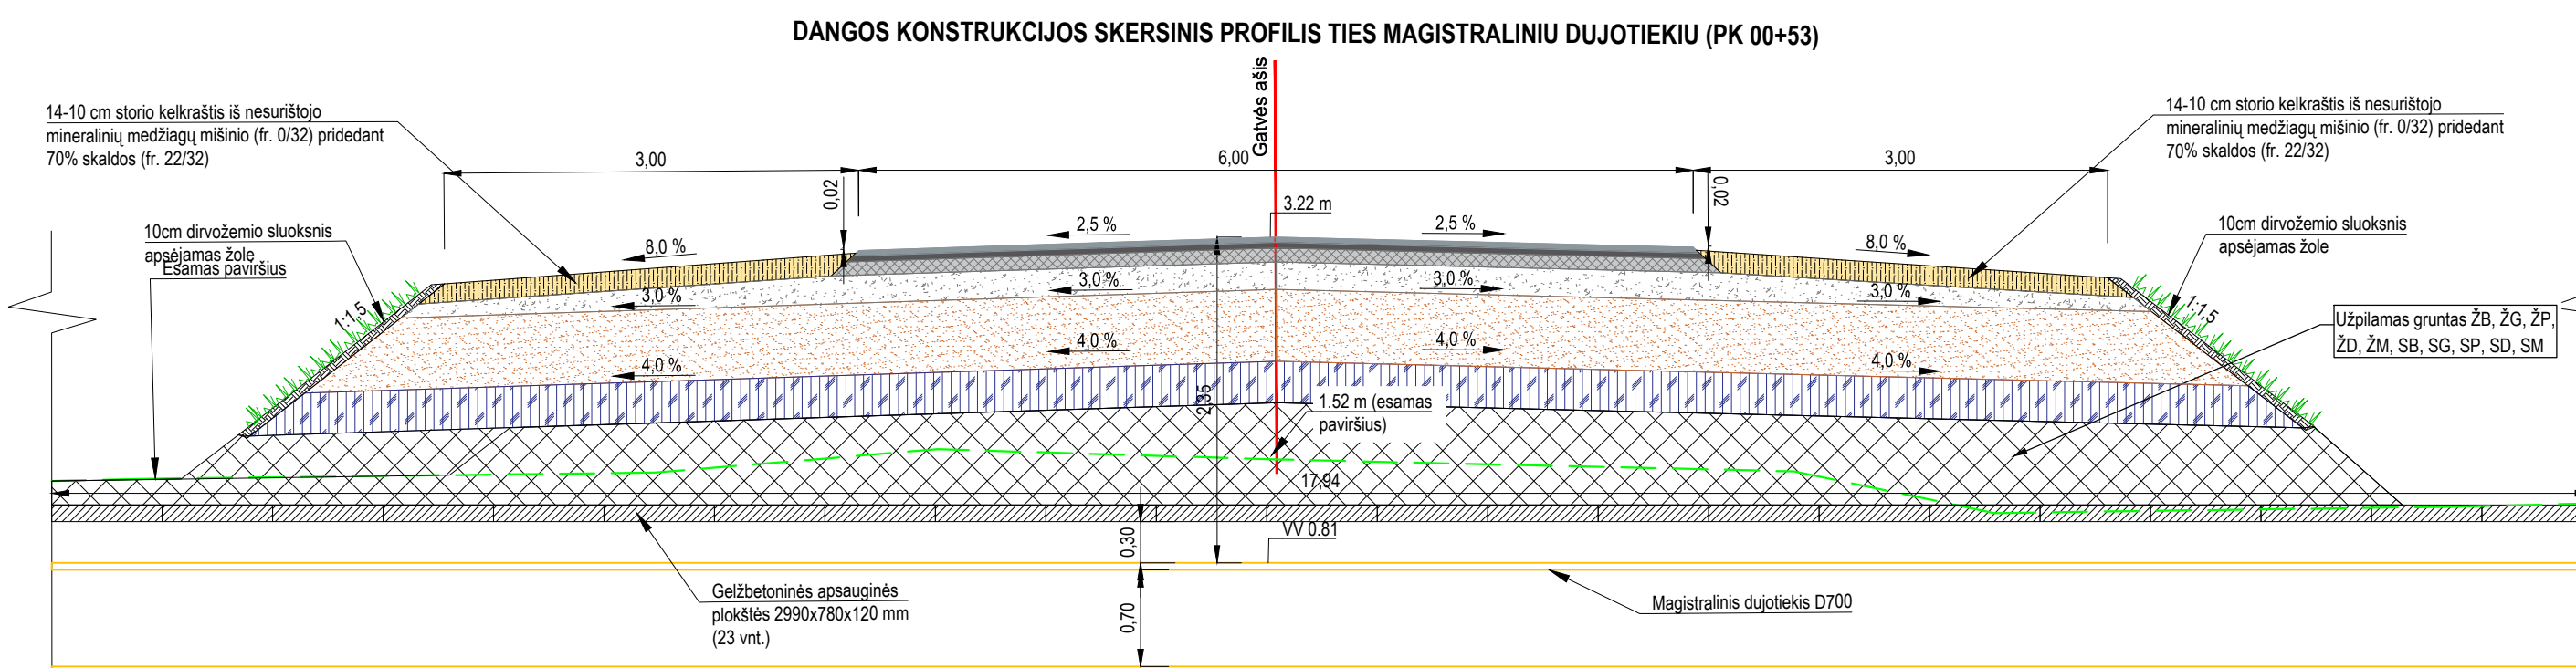 DANGOS KONSTRUKCIJOS SKERSINIS PROFILIS TIES MAGISTRALINIU DUJOTIEKIU (PK 00+53)
Gatvės ašis
14-10 cm storio kelkraštis iš nesurištojo
mineralinių medžiagų mišinio (fr. 0/32) pridedant
70% skaldos (fr. 22/32)
14-10 cm storio kelkraštis iš nesurištojo
mineralinių medžiagų mišinio (fr. 0/32) pridedant
70% skaldos (fr. 22/32)
3,00
6,00
3,00
0,02
0,02
3.22 m
10cm dirvožemio sluoksnis
apsėjamas žole
Esamas paviršius
10cm dirvožemio sluoksnis
apsėjamas žole
8,0 %
2,5 %
2,5 %
8,0 %
1:1,5
3,0 %
3,0 %
3,0 %
3,0 %
1:1,5
Užpilamas gruntas ŽB, ŽG, ŽP,
ŽD, ŽM, SB, SG, SP, SD, SM
4,0 %
4,0 %
4,0 %
4,0 %
2,35
1.52 m (esamas
paviršius)
17,94
0,30
VV 0.81
Gelžbetoninės apsauginės
plokštės 2990x780x120 mm
(23 vnt.)
0,70
Magistralinis dujotiekis D700